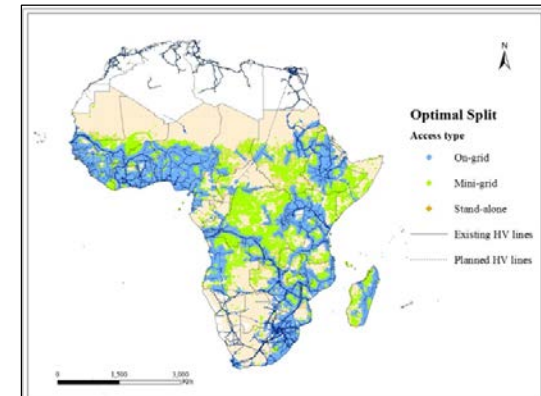 N
Optimal Split
Access type
On-grid
Mini-grid
Stand-alone
Existing HV lines
Planned HV lines
0 1,500 3,000